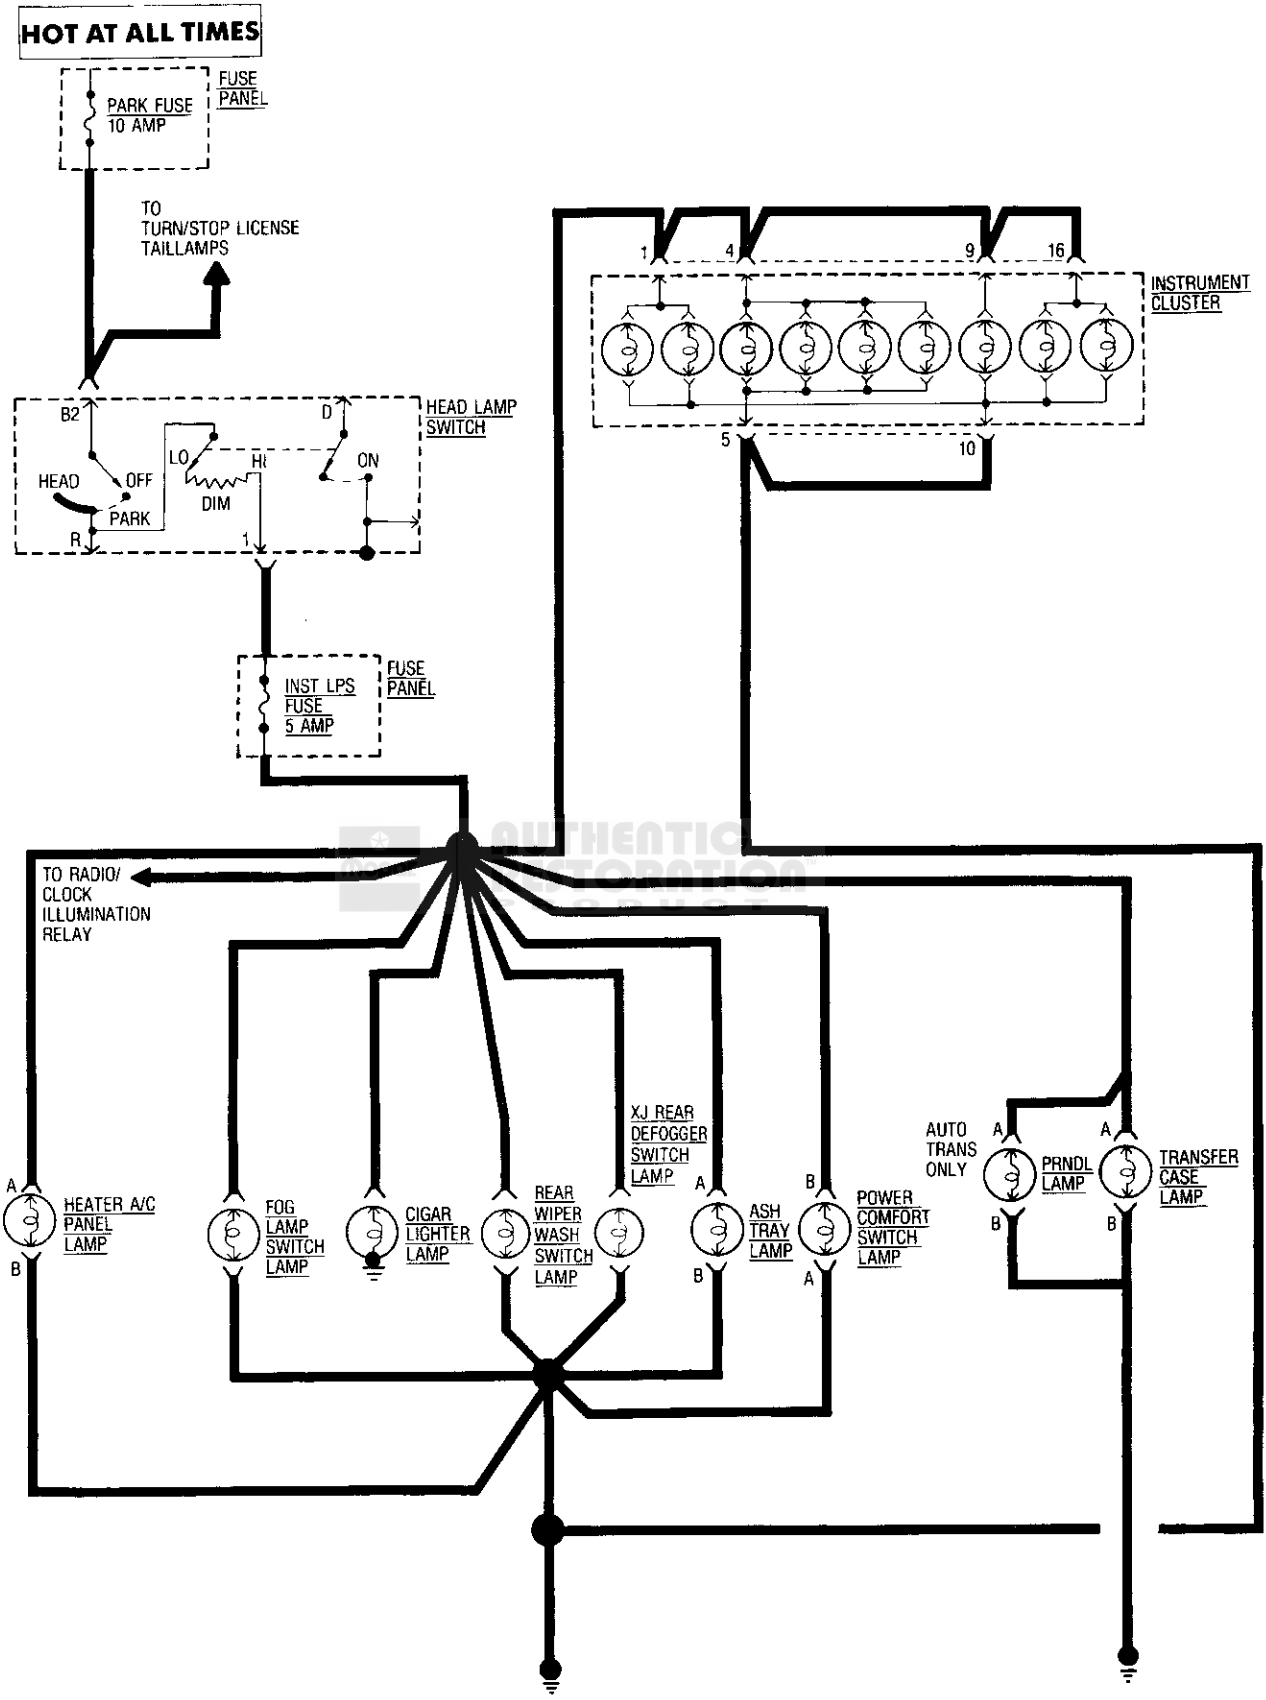 HOT AT ALL TIMES
FUSE
PANEL
PARK FUSE
10 AMP
TO
TURN/STOP LICENSE
TAILLAMPS
1
4
9
16
INSTRUMENT
CLUSTER
B2
D
HEAD LAMP
SWITCH
LO
HI
ON
HEAD
OFF
DIM
PARK
R
1
5
10
INST LPS
FUSE
5 AMP
FUSE
PANEL
AUTHENTIC
RESTORATION
PRODUCT
TO RADIO/
CLOCK
ILLUMINATION
RELAY
XJ REAR
DEFOGGER
SWITCH
LAMP
AUTO
TRANS
ONLY
A
A
B
B
PRNDL
LAMP
TRANSFER
CASE
LAMP
A
B
HEATER A/C
PANEL
LAMP
FOG
LAMP
SWITCH
LAMP
CIGAR
LIGHTER
LAMP
REAR
WIPER
WASH
SWITCH
LAMP
A
B
ASH
TRAY
LAMP
B
A
POWER
COMFORT
SWITCH
LAMP